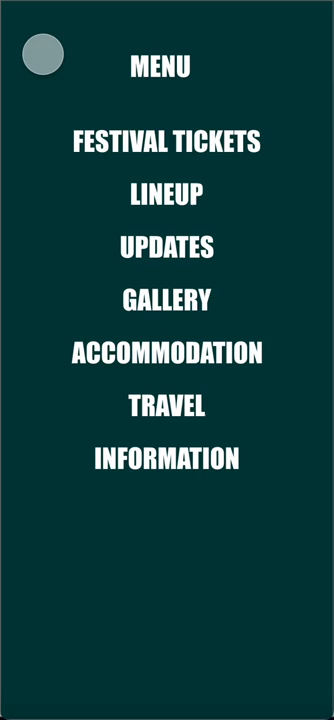 MENU
FESTIVAL TICKETS
LINEUP
UPDATES
GALLERY
ACCOMMODATION
TRAVEL
INFORMATION